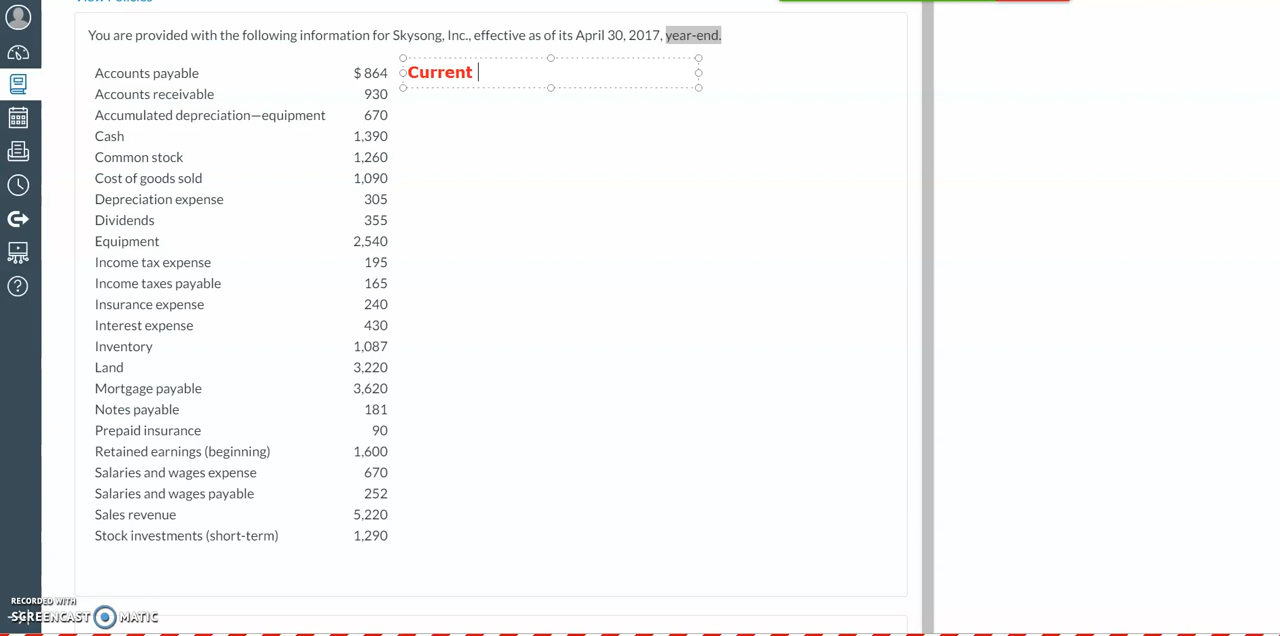 You are provided with the following information for Skysong, Inc., effective as of its April 30, 2017, year-end.
Accounts payable $ 864 Current
Accounts receivable 930
Accumulated depreciation—equipment 670
Cash 1,390
Common stock 1,260
Cost of goods sold 1,090
Depreciation expense 305
Dividends 355
Equipment 2,540
Income tax expense 195
Income taxes payable 165
Insurance expense 240
Interest expense 430
Inventory 1,087
Land 3,220
Mortgage payable 3,620
Notes payable 181
Prepaid insurance 90
Retained earnings (beginning) 1,600
Salaries and wages expense 670
Salaries and wages payable 252
Sales revenue 5,220
Stock investments (short-term) 1,290
RECORDED WITH
SCREENCAST MATIC